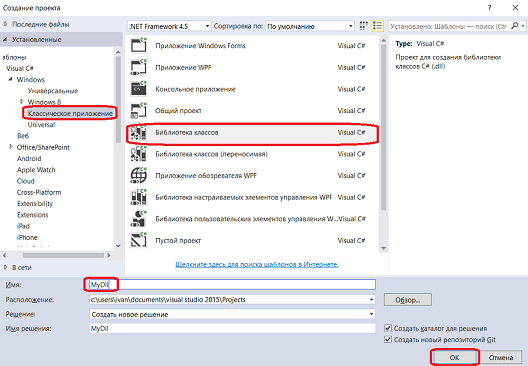 Создание проекта
Последние файлы
Установленные
аблоны
Visual C#
Windows
Универсальные
Windows 8
Классическое приложение
Universal
Веб
Office/SharePoint
Android
Apple Watch
Cloud
Cross-Platform
Extensibility
Extensions
iPad
iPhone
В сети
.NET Framework 4.5
Сортировка по:
По умолчанию
Приложение Windows Forms Visual C#
Приложение WPF Visual C#
Консольное приложение Visual C#
Общий проект Visual C#
Библиотека классов Visual C#
Библиотека классов (переносимая) Visual C#
Приложение обозревателя WPF Visual C#
Библиотека настраиваемых элементов управления WPF Visual C#
Библиотека пользовательских элементов управления W... Visual C#
Пустой проект Visual C#
Щелкните здесь для поиска шаблонов в Интернете.
Установлено: Шаблоны — поиск (Ctrl
Тип: Visual C#
Проект для создания библиотеки
классов C# (.dll)
Имя: MyDll
Расположение: c:\users\ivan\documents\visual studio 2015\Projects
Обзор...
Решение: Создать новое решение
Имя решения: MyDll
Создать каталог для решения
Создать новый репозиторий Git
ОК
Отмена